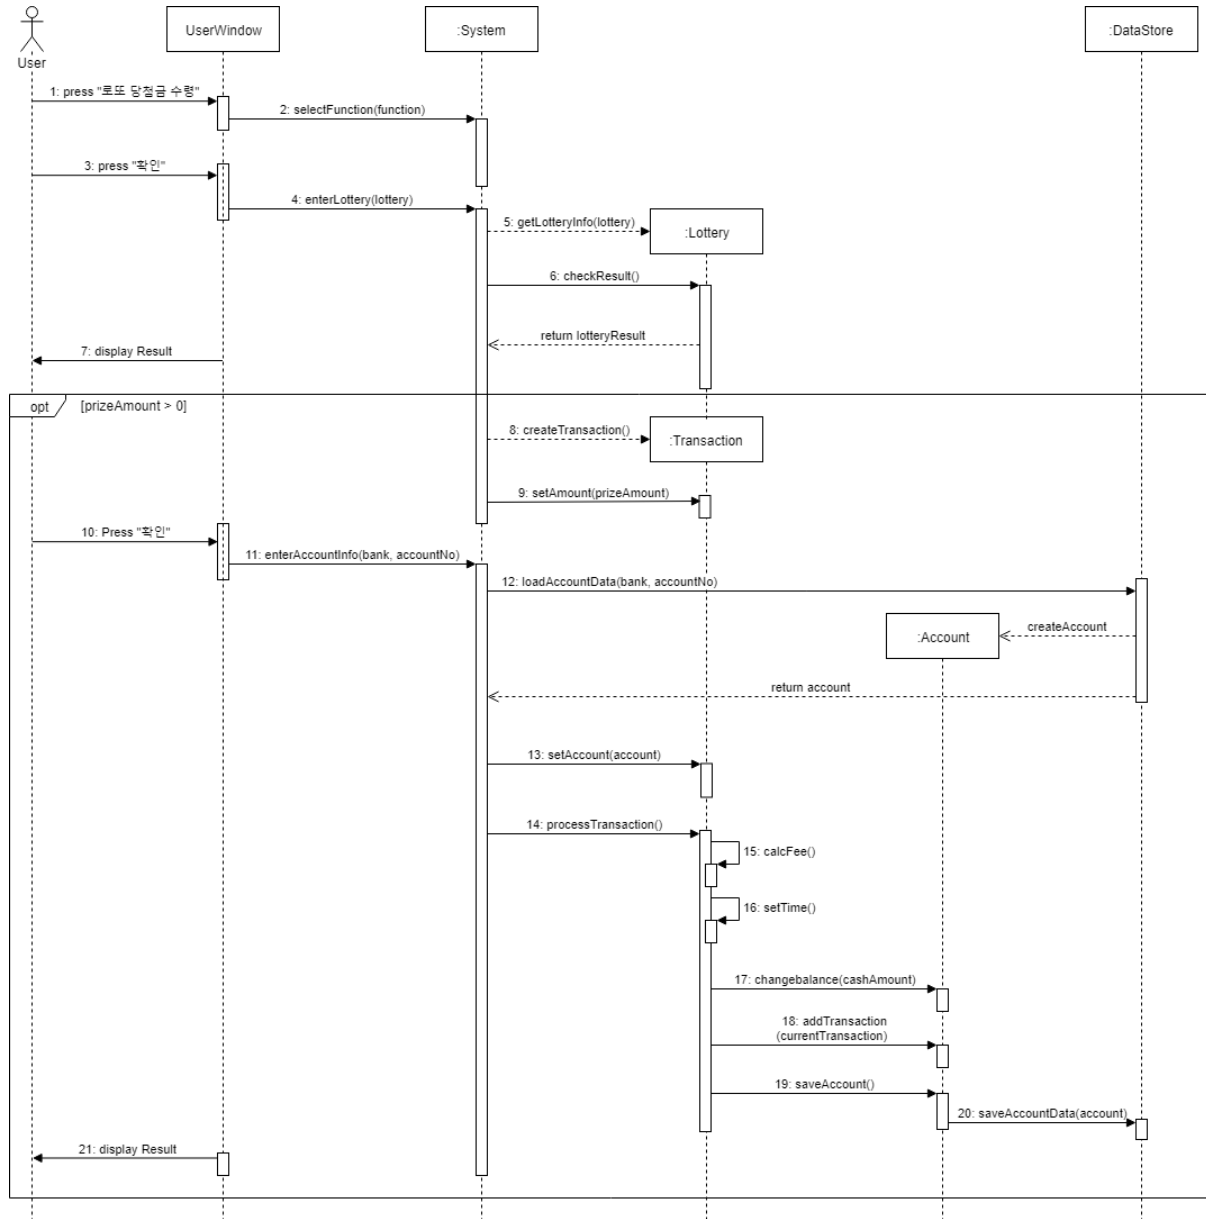 UserWindow
:System
:DataStore
User
1: press "로또 당첨금 수령"
2: selectFunction(function)
3: press "확인"
4: enterLottery(lottery)
5: getLotteryInfo(lottery)
:Lottery
6: checkResult()
return lotteryResult
7: display Result
opt
[prizeAmount > 0]
8: createTransaction()
:Transaction
9: setAmount(prizeAmount)
10: Press "확인"
11: enterAccountInfo(bank, accountNo)
12: loadAccountData(bank, accountNo)
createAccount
:Account
return account
13: setAccount(account)
14: processTransaction()
15: calcFee()
16: setTime()
17: changebalance(cashAmount)
18: addTransaction
(currentTransaction)
19: saveAccount()
20: saveAccountData(account)
21: display Result